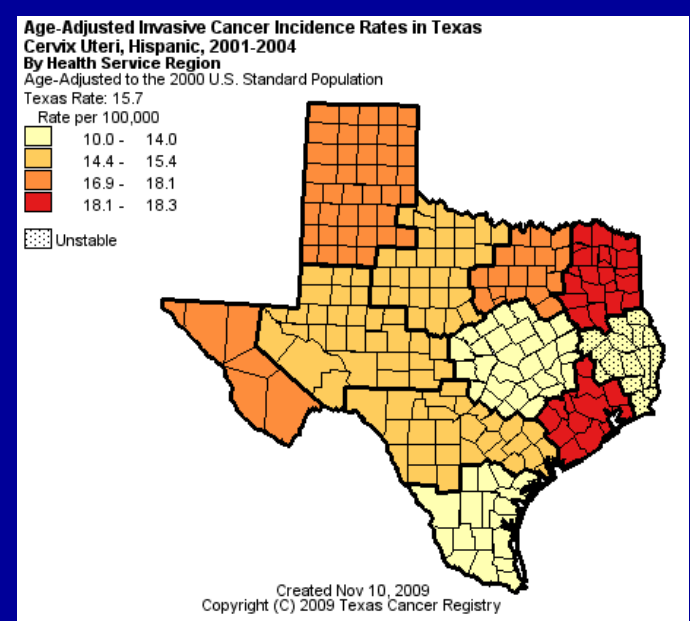 Age-Adjusted Invasive Cancer Incidence Rates in Texas
Cervix Uteri, Hispanic, 2001-2004
By Health Service Region
Age-Adjusted to the 2000 U.S. Standard Population
Texas Rate: 15.7
Rate per 100,000
10.0 - 14.0
14.4 - 15.4
16.9 - 18.1
18.1 - 18.3
Unstable
Created Nov 10, 2009
Copyright (C) 2009 Texas Cancer Registry